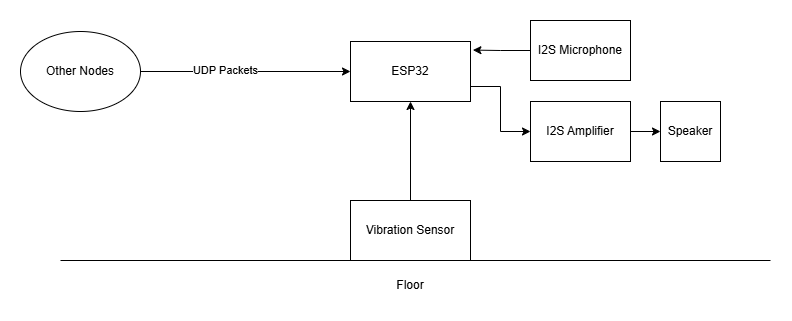 Other Nodes
UDP Packets
ESP32
I2S Microphone
I2S Amplifier
Speaker
Vibration Sensor
Floor